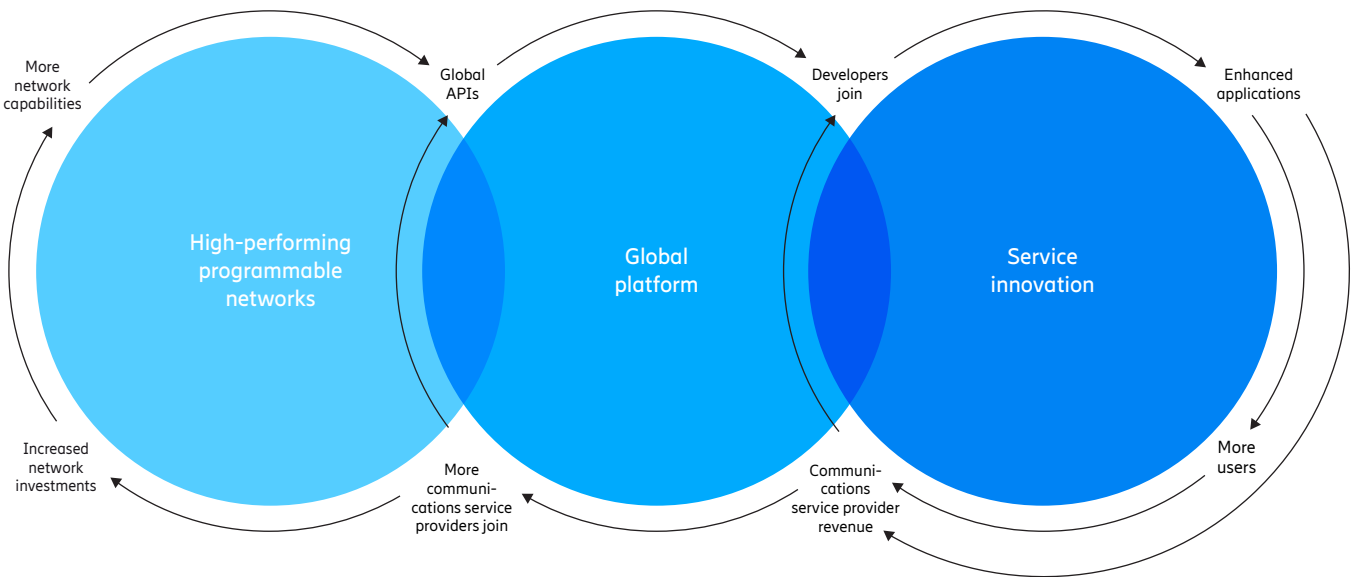 More
network
capabilities
Global
APIs
Developers
join
Enhanced
applications
High-performing
programmable
networks
Global
platform
Service
innovation
Increased
network
investments
More
communi-
cations service
providers join
Communi-
cations
service provider
revenue
More
users